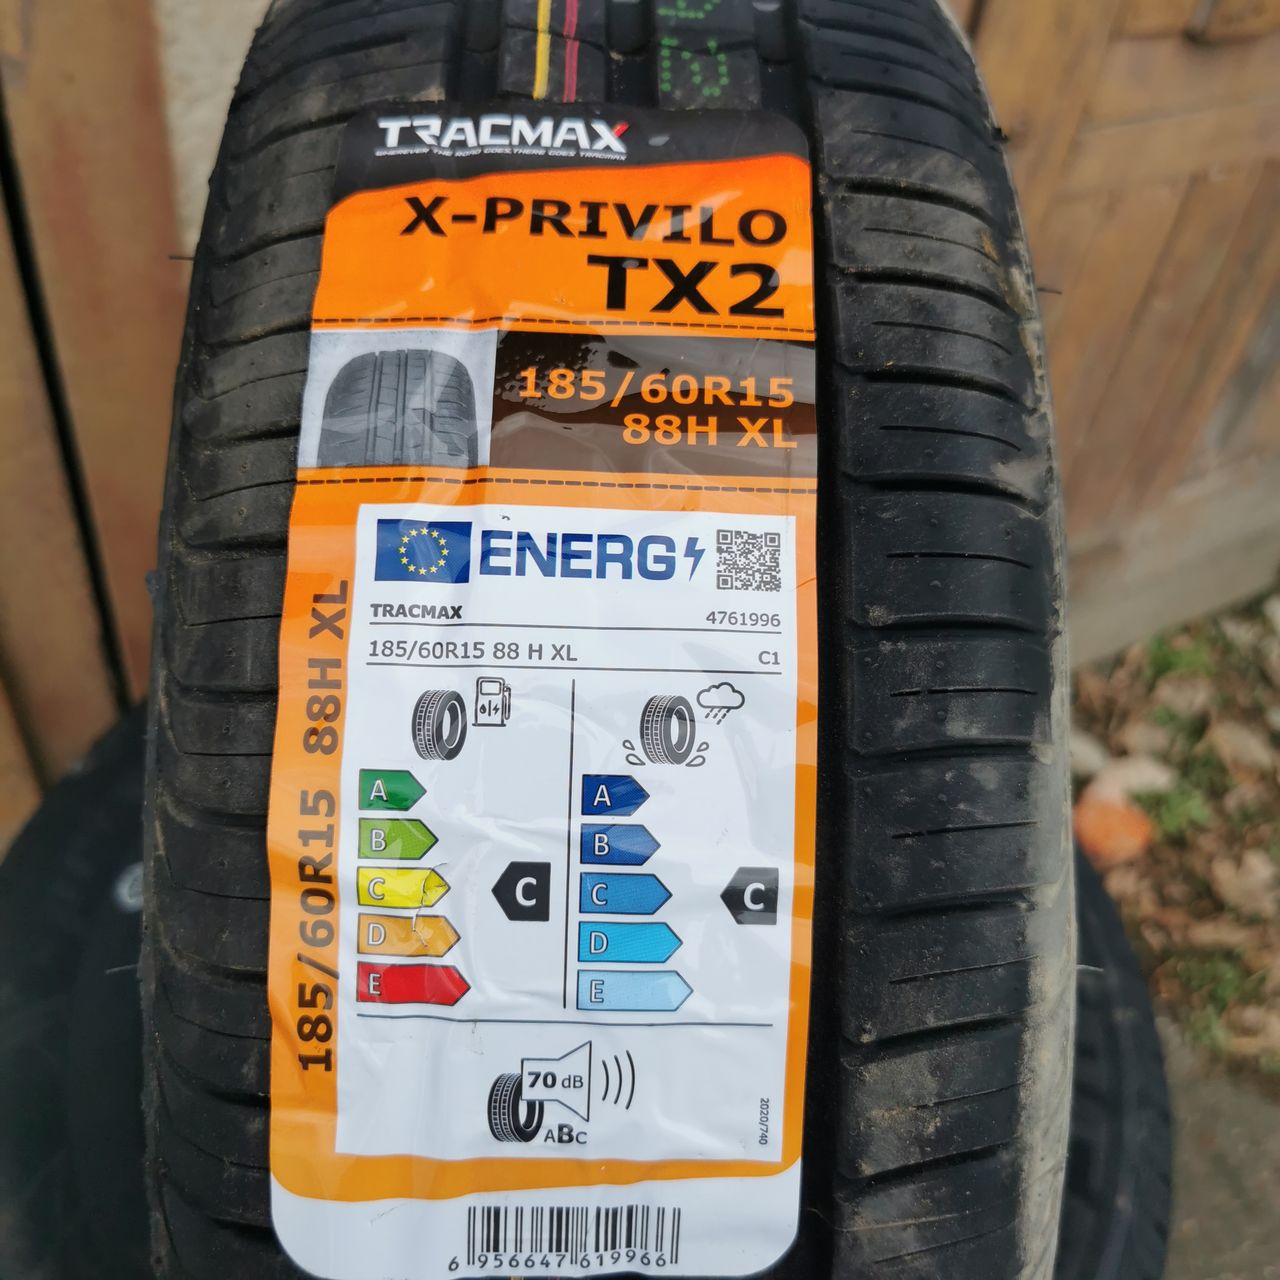 TRACMAX
WHEREVER THE ROAD GOES,THERE GOES TRACMAX
X-PRIVILO
TX2
185/60R15
88H XL
185/60R15 88H XL
ENERG
TRACMAX
4761996
185/60R15 88 H XL
C1
A
B
C
D
E
C
A
B
C
D
E
C
70 dB
ABC
2020/740
6 956647 619966